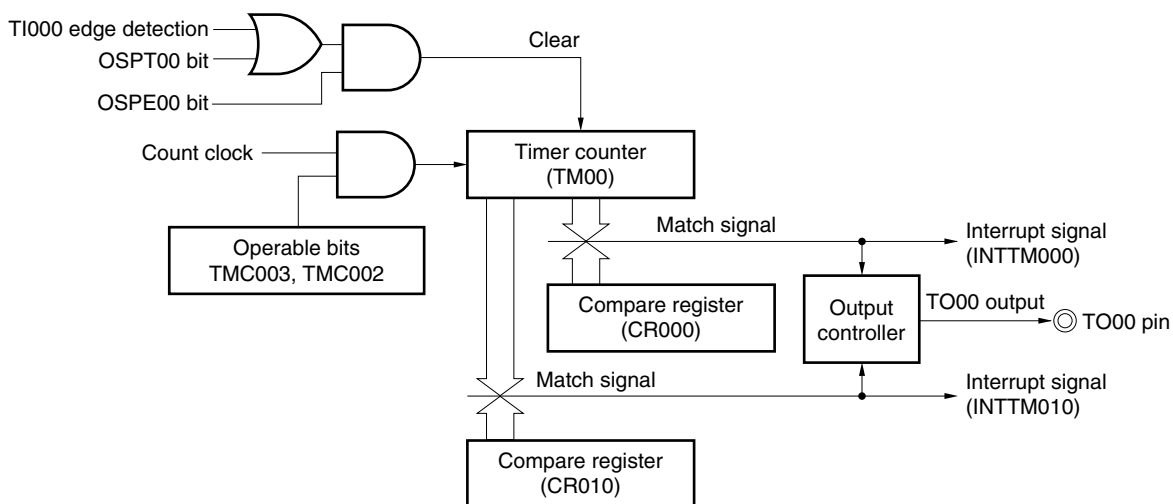 TI000 edge detection
OSPT00 bit
OSPE00 bit
Clear
Count clock
Timer counter
(TM00)
Operable bits
TMC003, TMC002
Match signal
Interrupt signal
(INTTM000)
Compare register
(CR000)
Output
controller
TO00 output
TO00 pin
Match signal
Interrupt signal
(INTTM010)
Compare register
(CR010)